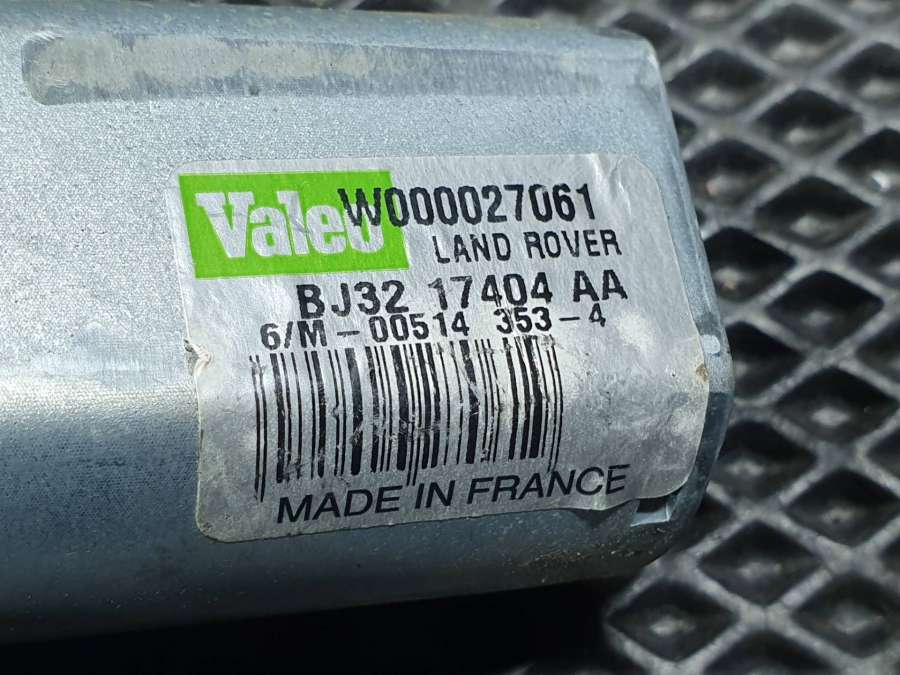 Valeo W000027061
LAND ROVER
BJ32 17404 AA
6/M-00514 353-4
MADE IN FRANCE